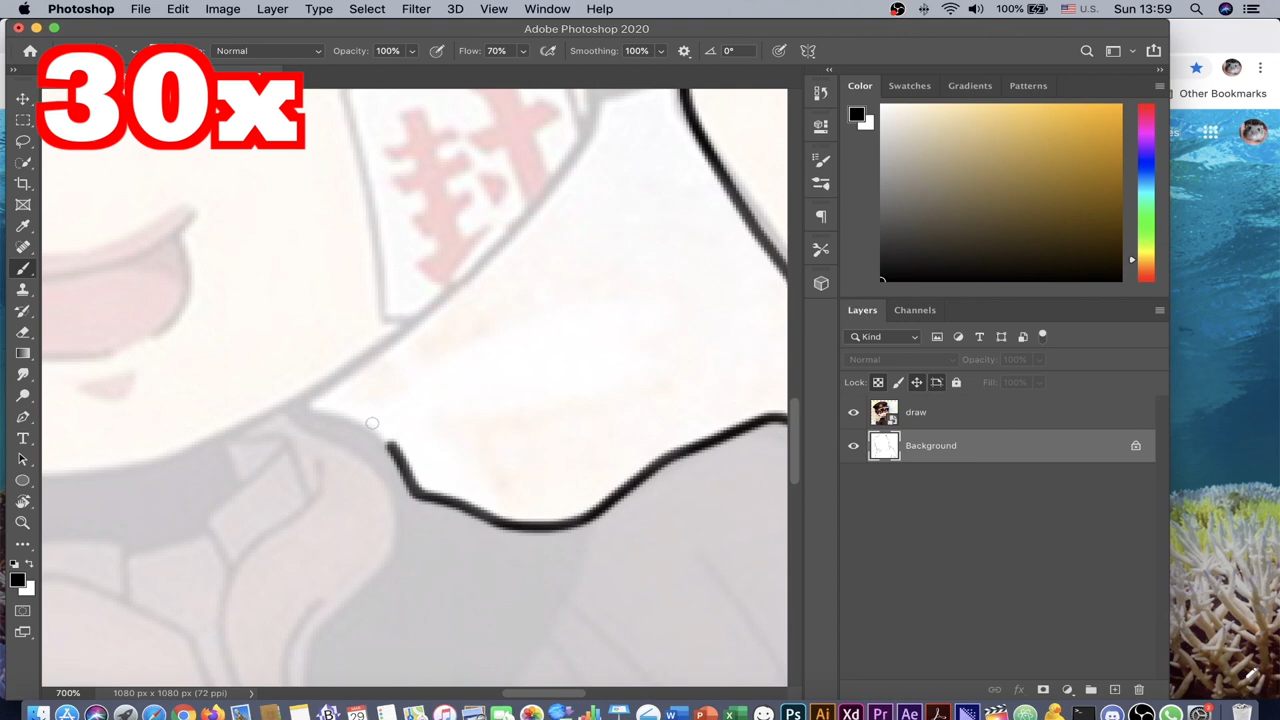 Photoshop File Edit Image Layer Type Select Filter 3D View Window Help 100% U.S. Sun 13:59
Adobe Photoshop 2020
Normal Opacity: 100% Flow: 70% Smoothing: 100% 0°
30x
Other Bookmarks
Color Swatches Gradients Patterns
Layers Channels
Kind
Normal Opacity: 100%
Lock: Fill: 100%
draw
Background
700% 1080 px x 1080 px (72 ppi)